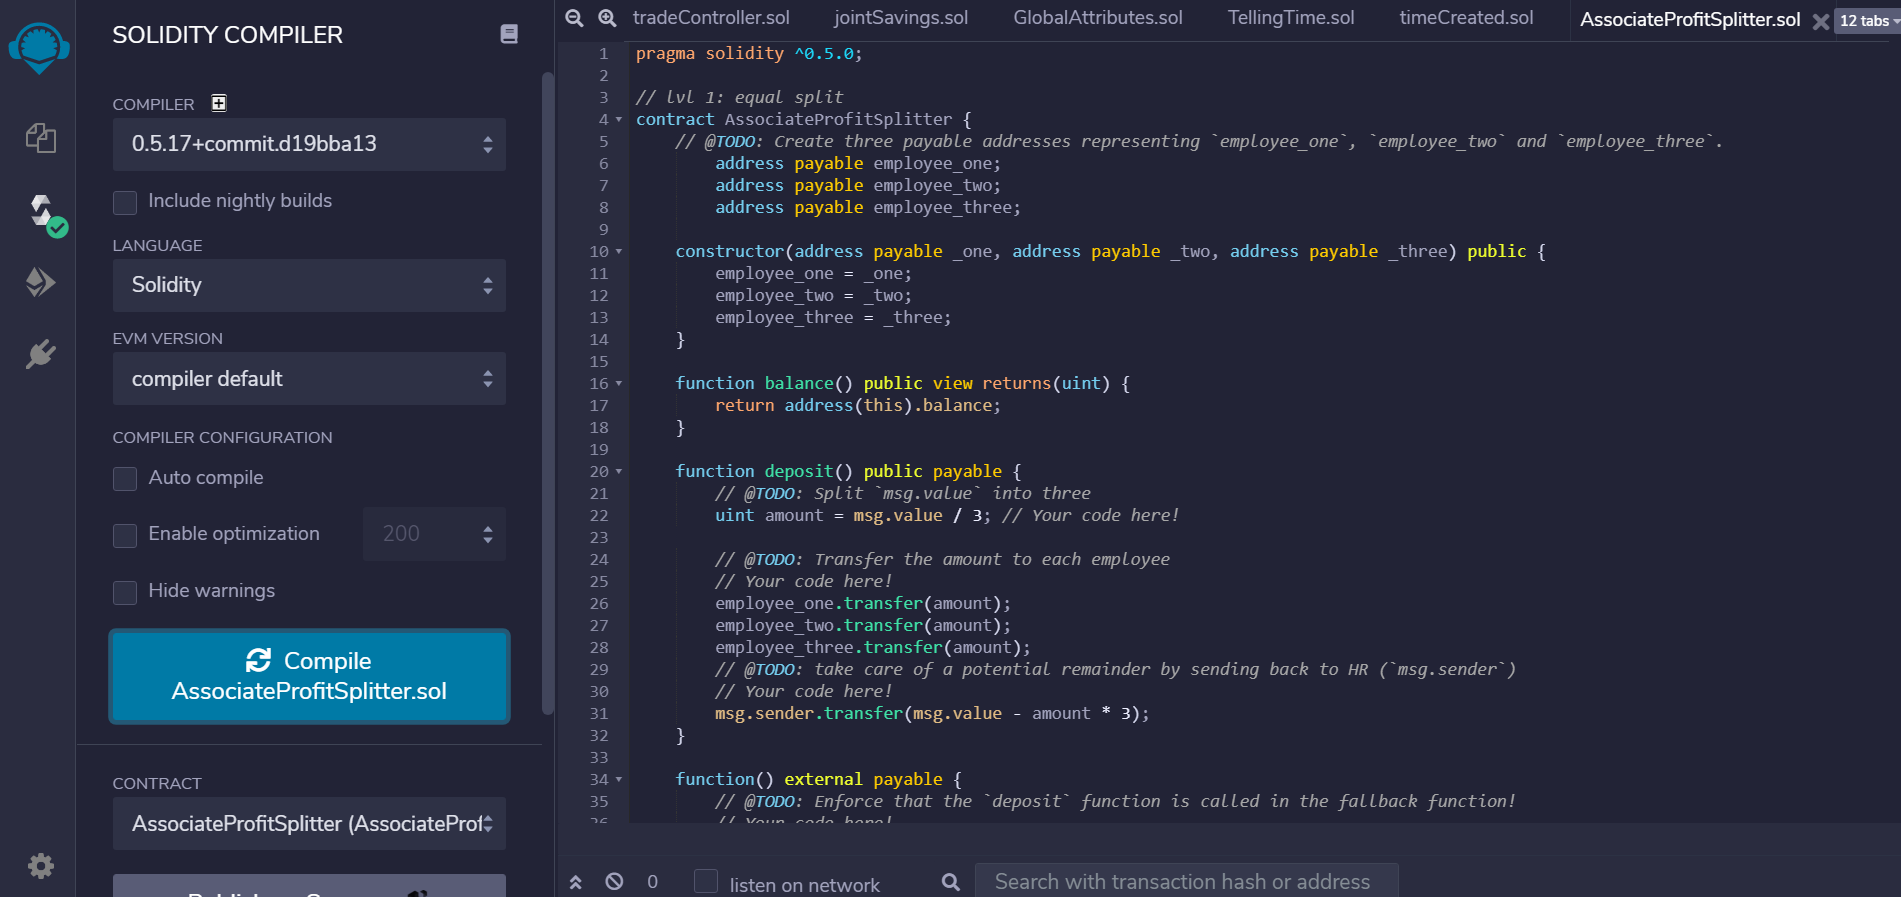 SOLIDITY COMPILER
COMPILER
0.5.17+commit.d19bba13
Include nightly builds
LANGUAGE
Solidity
EVM VERSION
compiler default
COMPILER CONFIGURATION
Auto compile
Enable optimization
200
Hide warnings
Compile
AssociateProfitSplitter.sol
CONTRACT
AssociateProfitSplitter (AssociateProf
tradeController.sol
jointSavings.sol
GlobalAttributes.sol
TellingTime.sol
timeCreated.sol
AssociateProfitSplitter.sol
12 tabs
1 pragma solidity ^0.5.0;
2
3 // lvl 1: equal split
4 contract AssociateProfitSplitter {
5 // @TODO: Create three payable addresses representing `employee_one`, `employee_two` and `employee_three`.
6 address payable employee_one;
7 address payable employee_two;
8 address payable employee_three;
9
10 constructor(address payable _one, address payable _two, address payable _three) public {
11 employee_one = _one;
12 employee_two = _two;
13 employee_three = _three;
14 }
15
16 function balance() public view returns(uint) {
17 return address(this).balance;
18 }
19
20 function deposit() public payable {
21 // @TODO: Split `msg.value` into three
22 uint amount = msg.value / 3; // Your code here!
23
24 // @TODO: Transfer the amount to each employee
25 // Your code here!
26 employee_one.transfer(amount);
27 employee_two.transfer(amount);
28 employee_three.transfer(amount);
29 // @TODO: take care of a potential remainder by sending back to HR (`msg.sender`)
30 // Your code here!
31 msg.sender.transfer(msg.value - amount * 3);
32 }
33
34 function() external payable {
35 // @TODO: Enforce that the `deposit` function is called in the fallback function!
36 // Your code here!
0
listen on network
Search with transaction hash or address